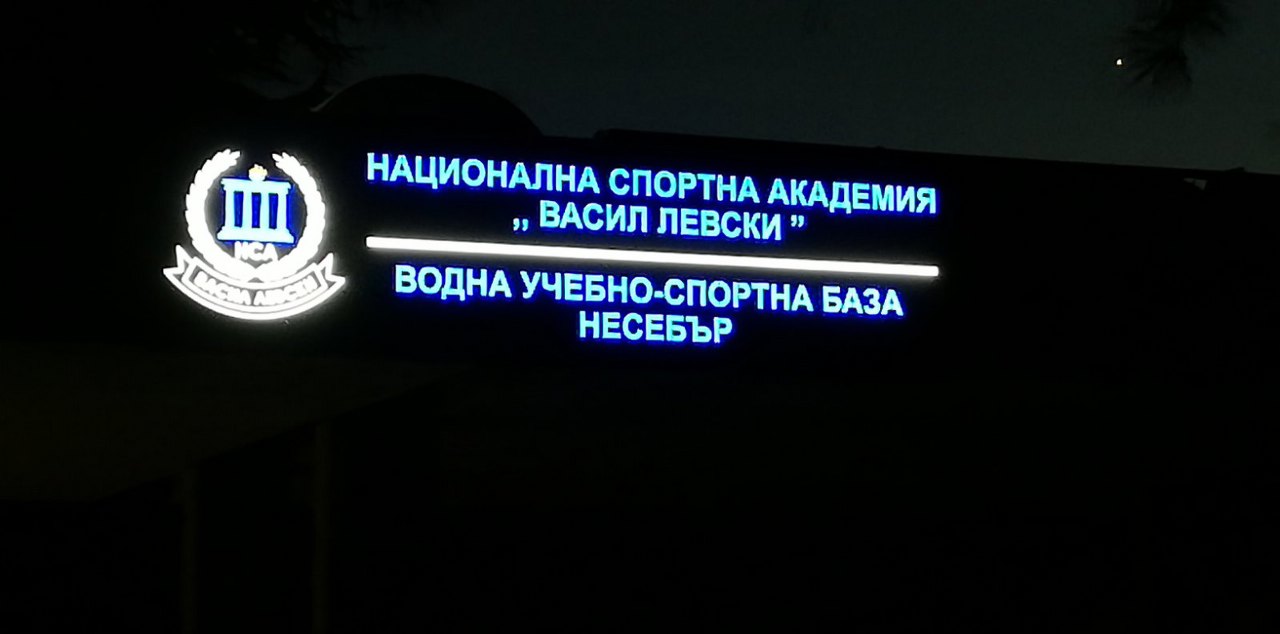 НАЦИОНАЛНА СПОРТНА АКАДЕМИЯ
,, ВАСИЛ ЛЕВСКИ ”
ВОДНА УЧЕБНО-СПОРТНА БАЗА
НЕСЕБЪР
НСА
ВАСИЛ ЛЕВСКИ